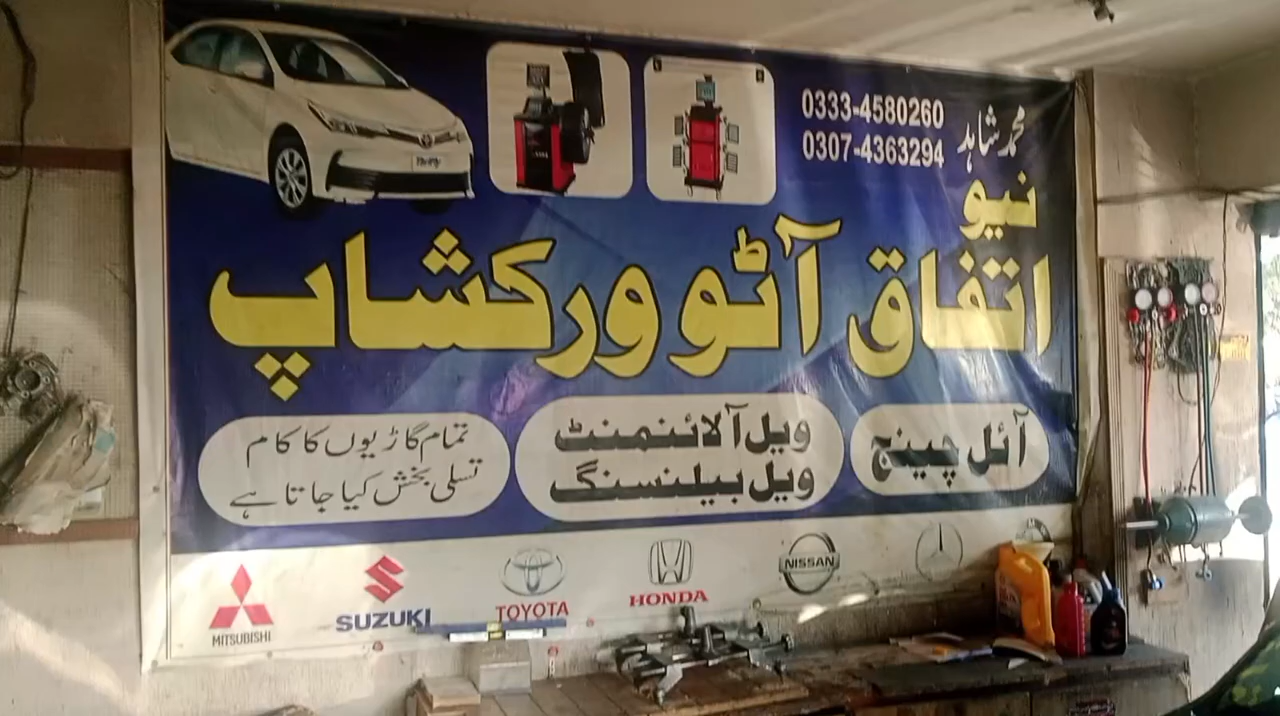 0333-4580260
0307-4363294
محمد شاہد
نیو
اتفاق آٹو ورکشاپ
آئل چینج
ویل آلائنمنٹ
ویل بیلنسنگ
تمام گاڑیوں کا کام
تسلی بخش کیا جاتا ہے
MITSUBISHI
SUZUKI
TOYOTA
HONDA
NISSAN